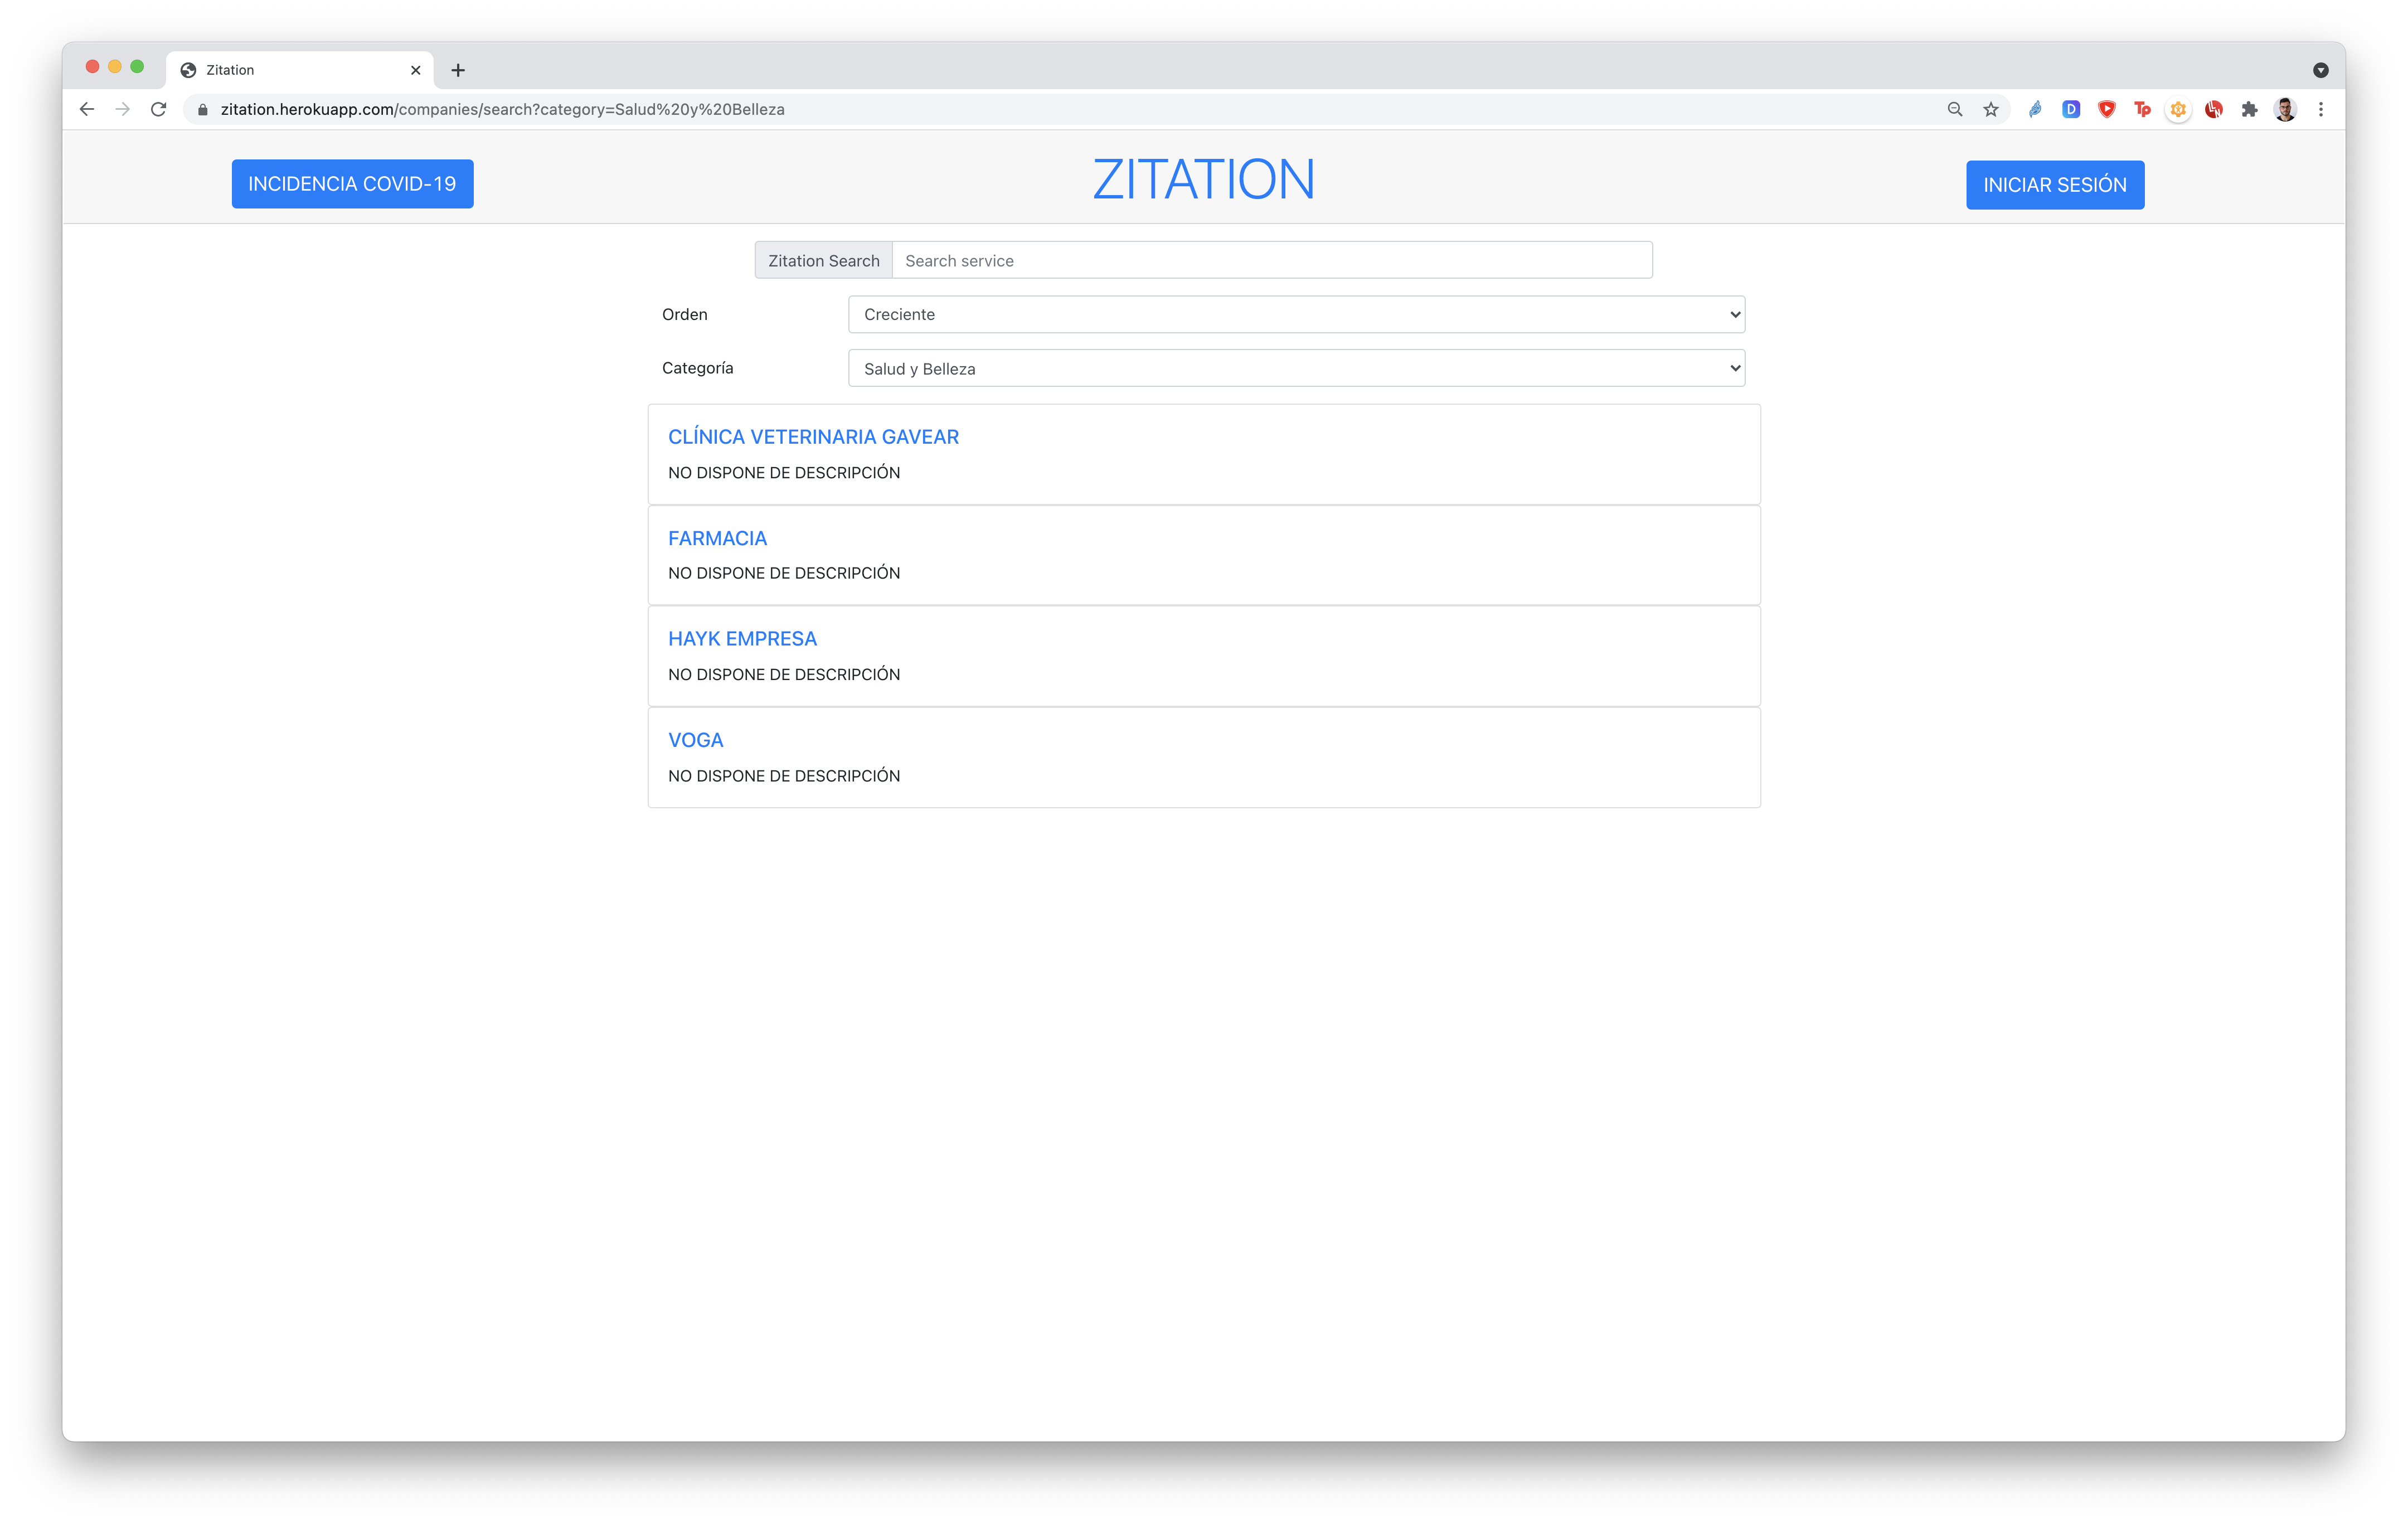 Zitation
zitation.herokuapp.com/companies/search?category=Salud%20y%20Belleza
D
Tp
INCIDENCIA COVID-19
ZITATION
INICIAR SESIÓN
Zitation Search
Search service
Orden
Creciente
Categoría
Salud y Belleza
CLÍNICA VETERINARIA GAVEAR
NO DISPONE DE DESCRIPCIÓN
FARMACIA
NO DISPONE DE DESCRIPCIÓN
HAYK EMPRESA
NO DISPONE DE DESCRIPCIÓN
VOGA
NO DISPONE DE DESCRIPCIÓN